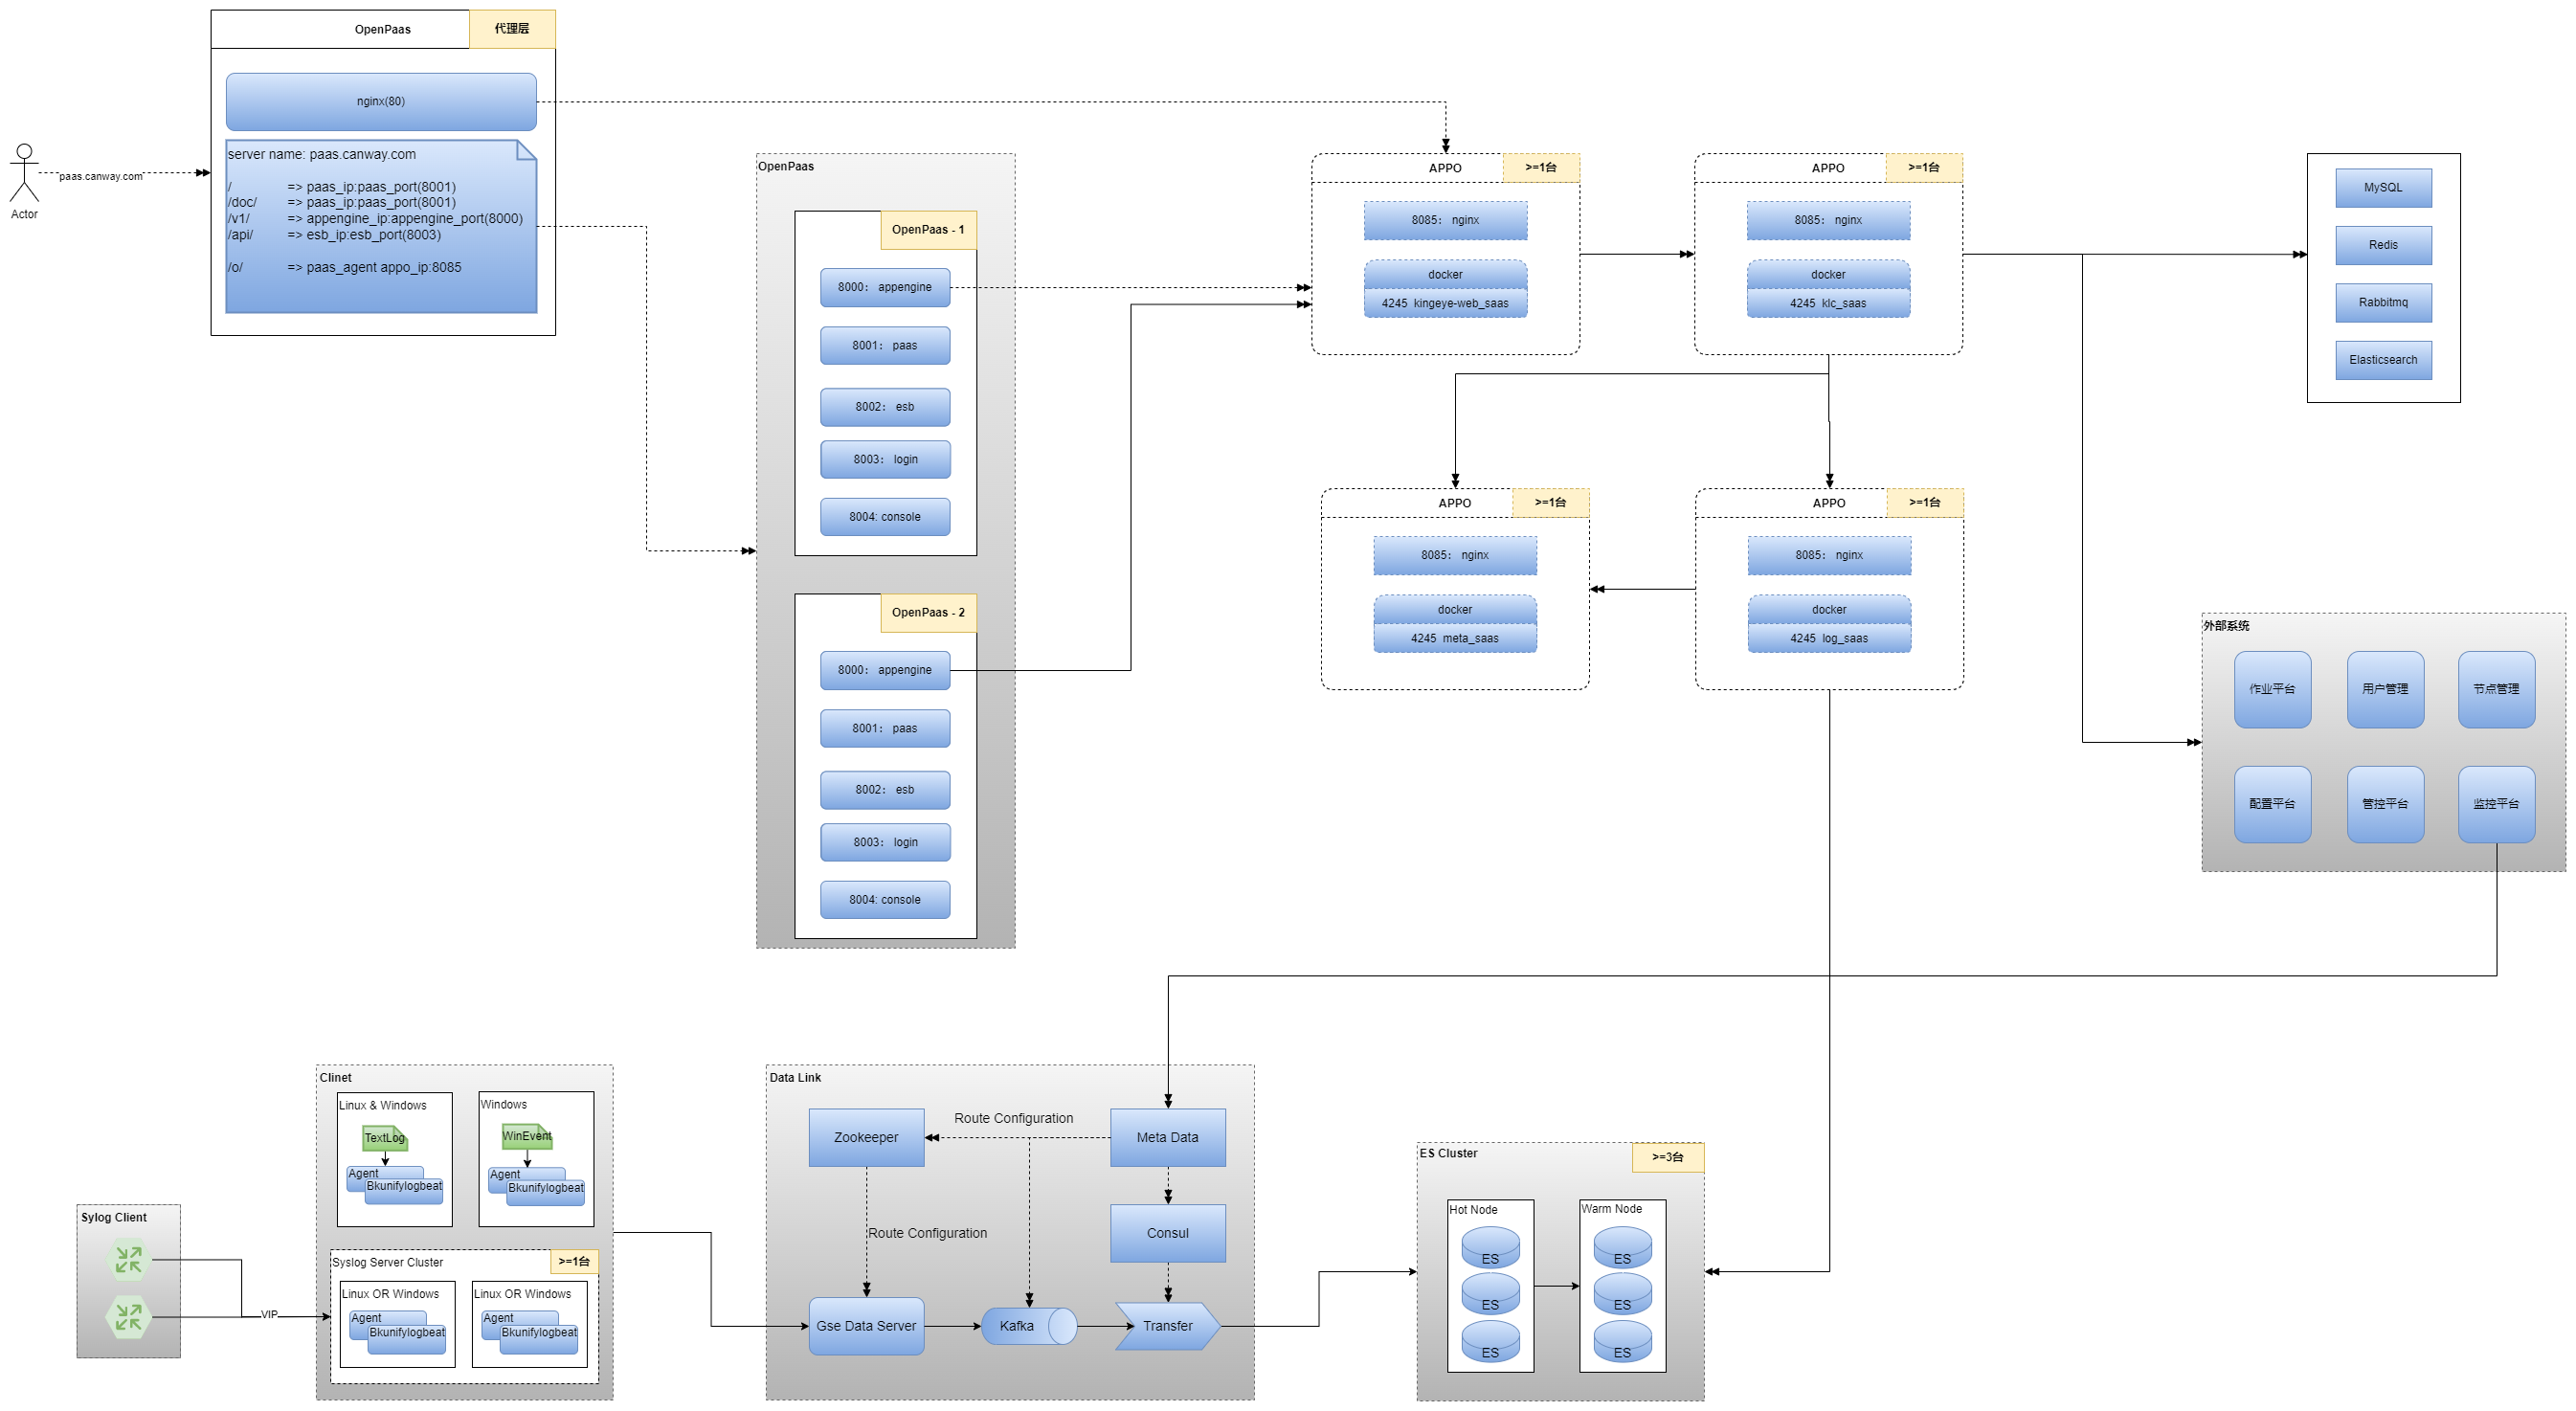 OpenPaas
代理层
nginx(80)
server name: paas.canway.com
/ => paas_ip:paas_port(8001)
/doc/ => paas_ip:paas_port(8001)
/v1/ => appengine_ip:appengine_port(8000)
/api/ => esb_ip:esb_port(8003)
/o/ => paas_agent appo_ip:8085
paas.canway.com
Actor
OpenPaas
OpenPaas - 1
8000： appengine
8001： paas
8002： esb
8003： login
8004: console
OpenPaas - 2
8000： appengine
8001： paas
8002： esb
8003： login
8004: console
APPO
>=1台
8085： nginx
docker
4245 kingeye-web_saas
APPO
>=1台
8085： nginx
docker
4245 klc_saas
APPO
>=1台
8085： nginx
docker
4245 meta_saas
APPO
>=1台
8085： nginx
docker
4245 log_saas
MySQL
Redis
Rabbitmq
Elasticsearch
外部系统
作业平台
用户管理
节点管理
配置平台
管控平台
监控平台
Sylog Client
VIP
Clinet
Linux & Windows
TextLog
Agent
Bkunifylogbeat
Windows
WinEvent
Agent
Bkunifylogbeat
Syslog Server Cluster
>=1台
Linux OR Windows
Agent
Bkunifylogbeat
Linux OR Windows
Agent
Bkunifylogbeat
Data Link
Zookeeper
Route Configuration
Meta Data
Route Configuration
Consul
Gse Data Server
Kafka
Transfer
ES Cluster
>=3台
Hot Node
ES
ES
ES
Warm Node
ES
ES
ES